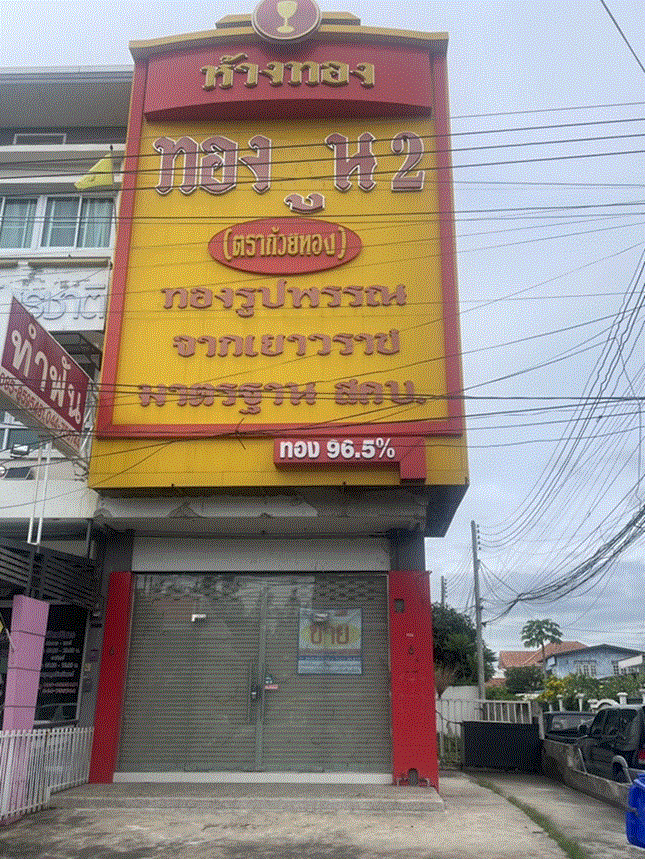 ห้างทอง
ทอง หนู 2
(ตราถ้วยทอง)
ทองรูปพรรณ
จากเยาวราช
มาตรฐาน สคบ.
ทอง 96.5%
ทำฟัน
ขาย